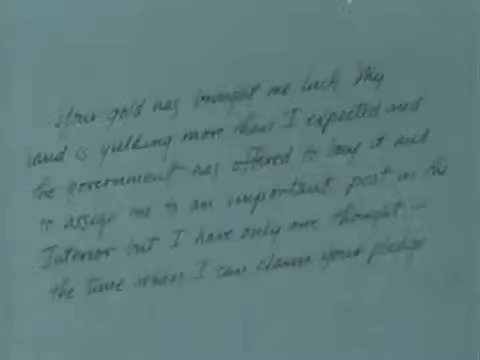 Your gold has brought me luck. My
land is yielding more than I expected and
the government has offered to buy it and
to assign me to an important post in the
Interior but I have only one thought —
the time when I can claim your pledge